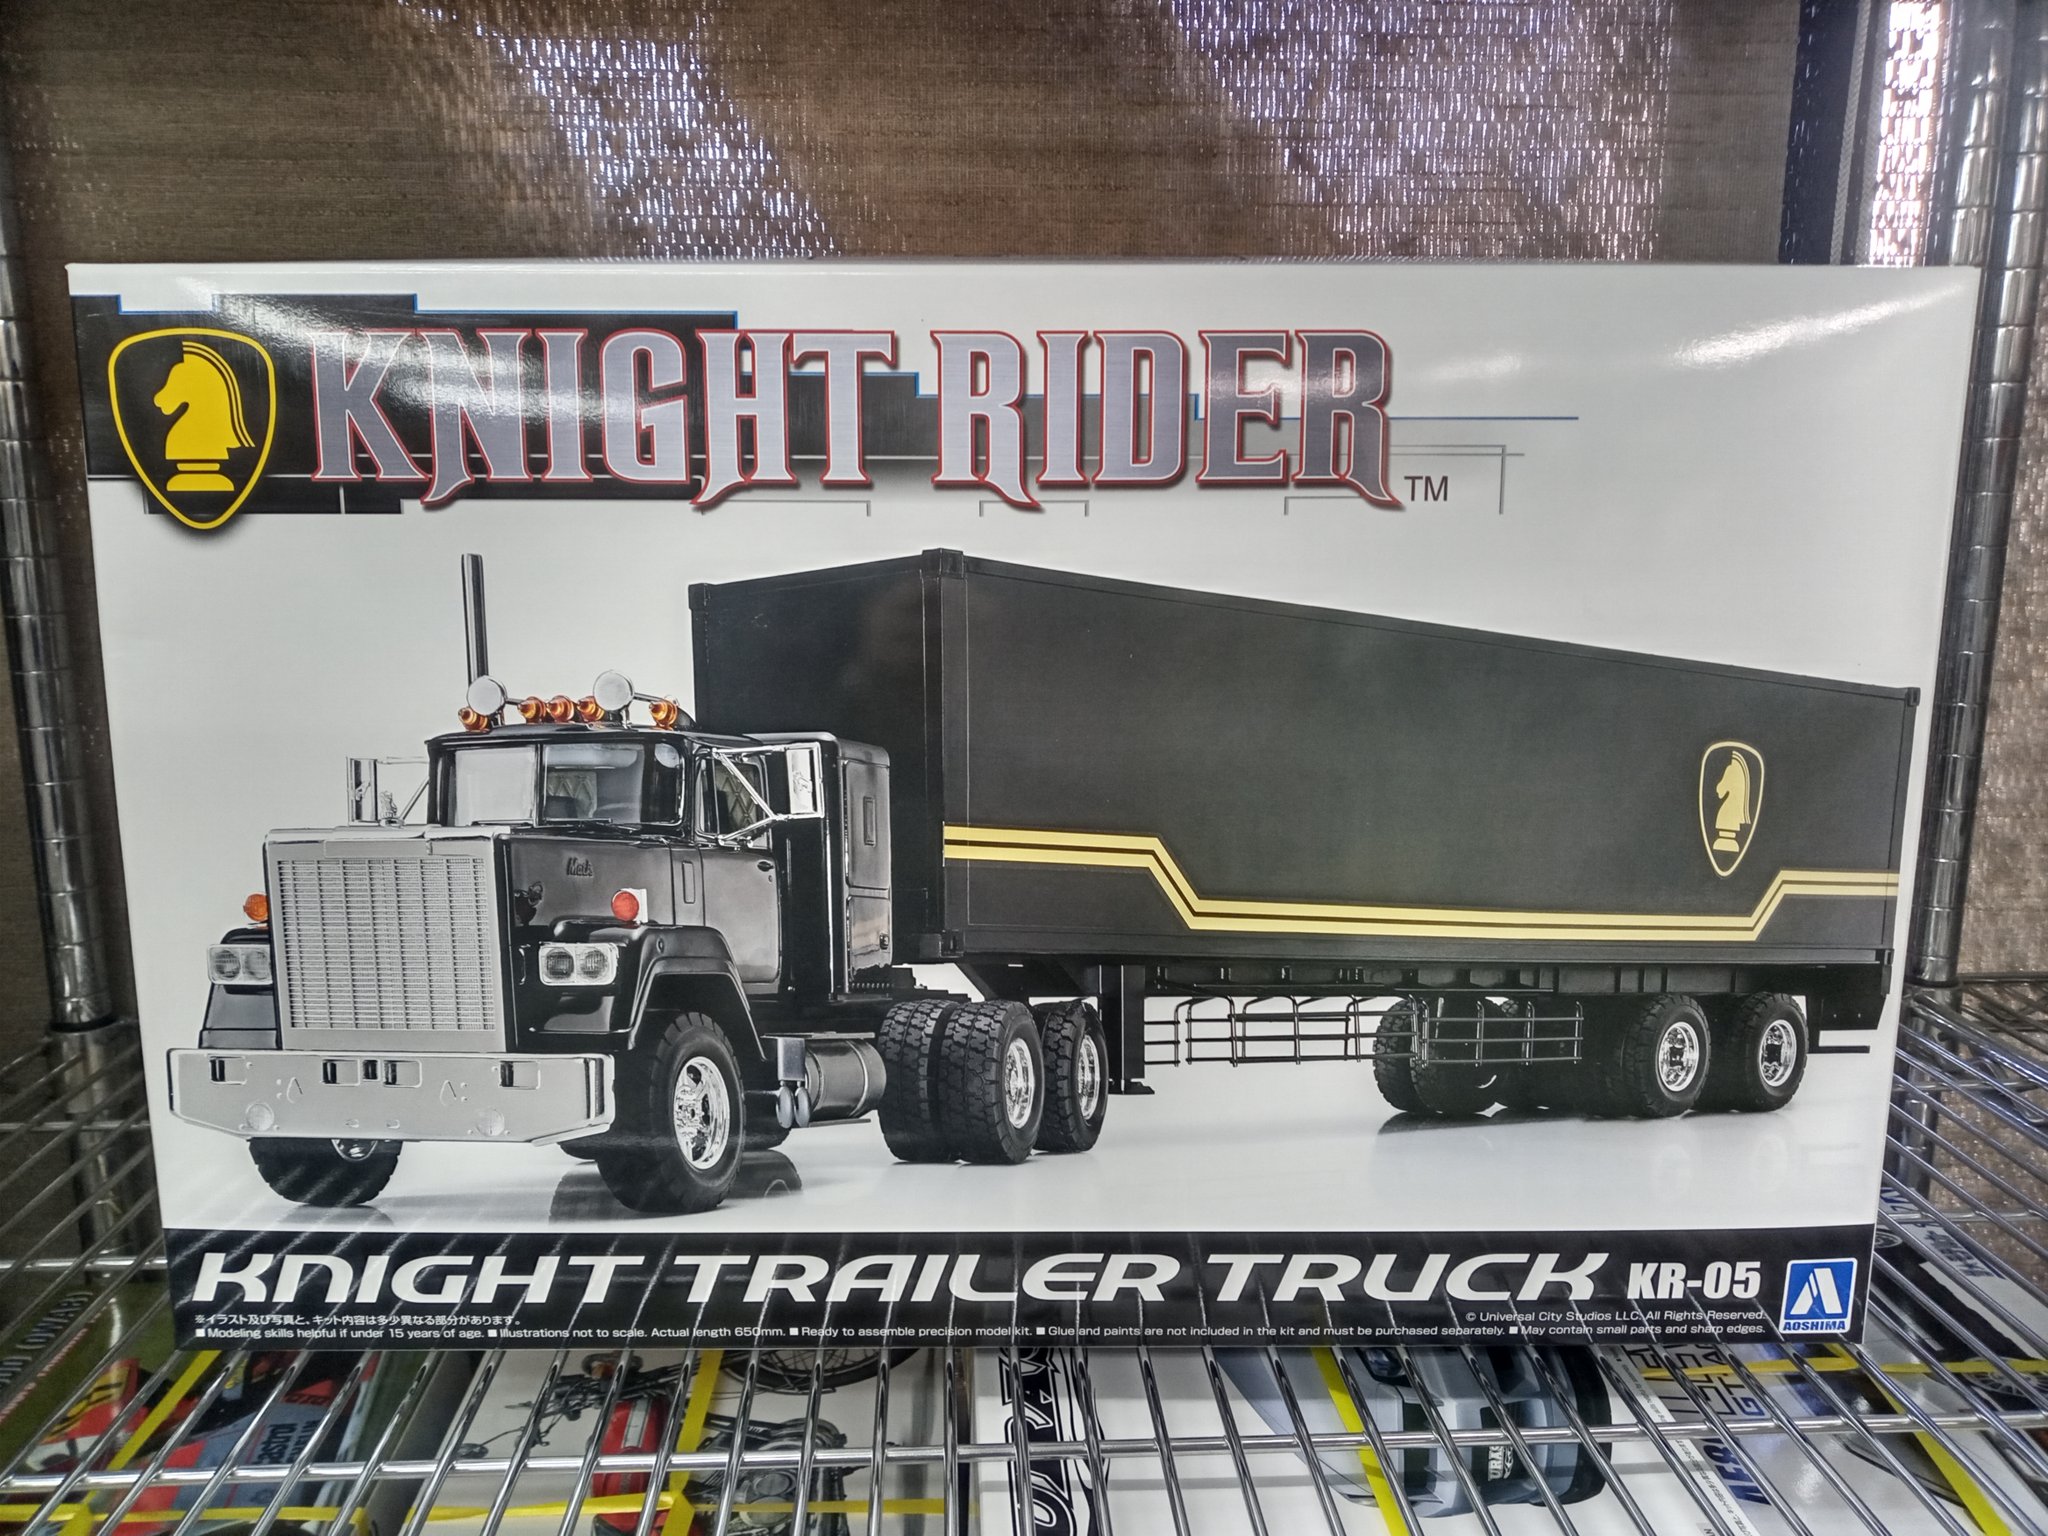 KNIGHT RIDER TM
Mack
KNIGHT TRAILER TRUCK KR-05
※イラスト及び写真と、キット内容は多少異なる部分があります。
© Universal City Studios LLC. All Rights Reserved.
■ Modeling skills helpful if under 15 years of age. ■ Illustrations not to scale. Actual length 650mm. ■ Ready to assemble precision model kit. ■ Glue and paints are not included in the kit and must be purchased separately. ■ May contain small parts and sharp edges.
AOSHIMA